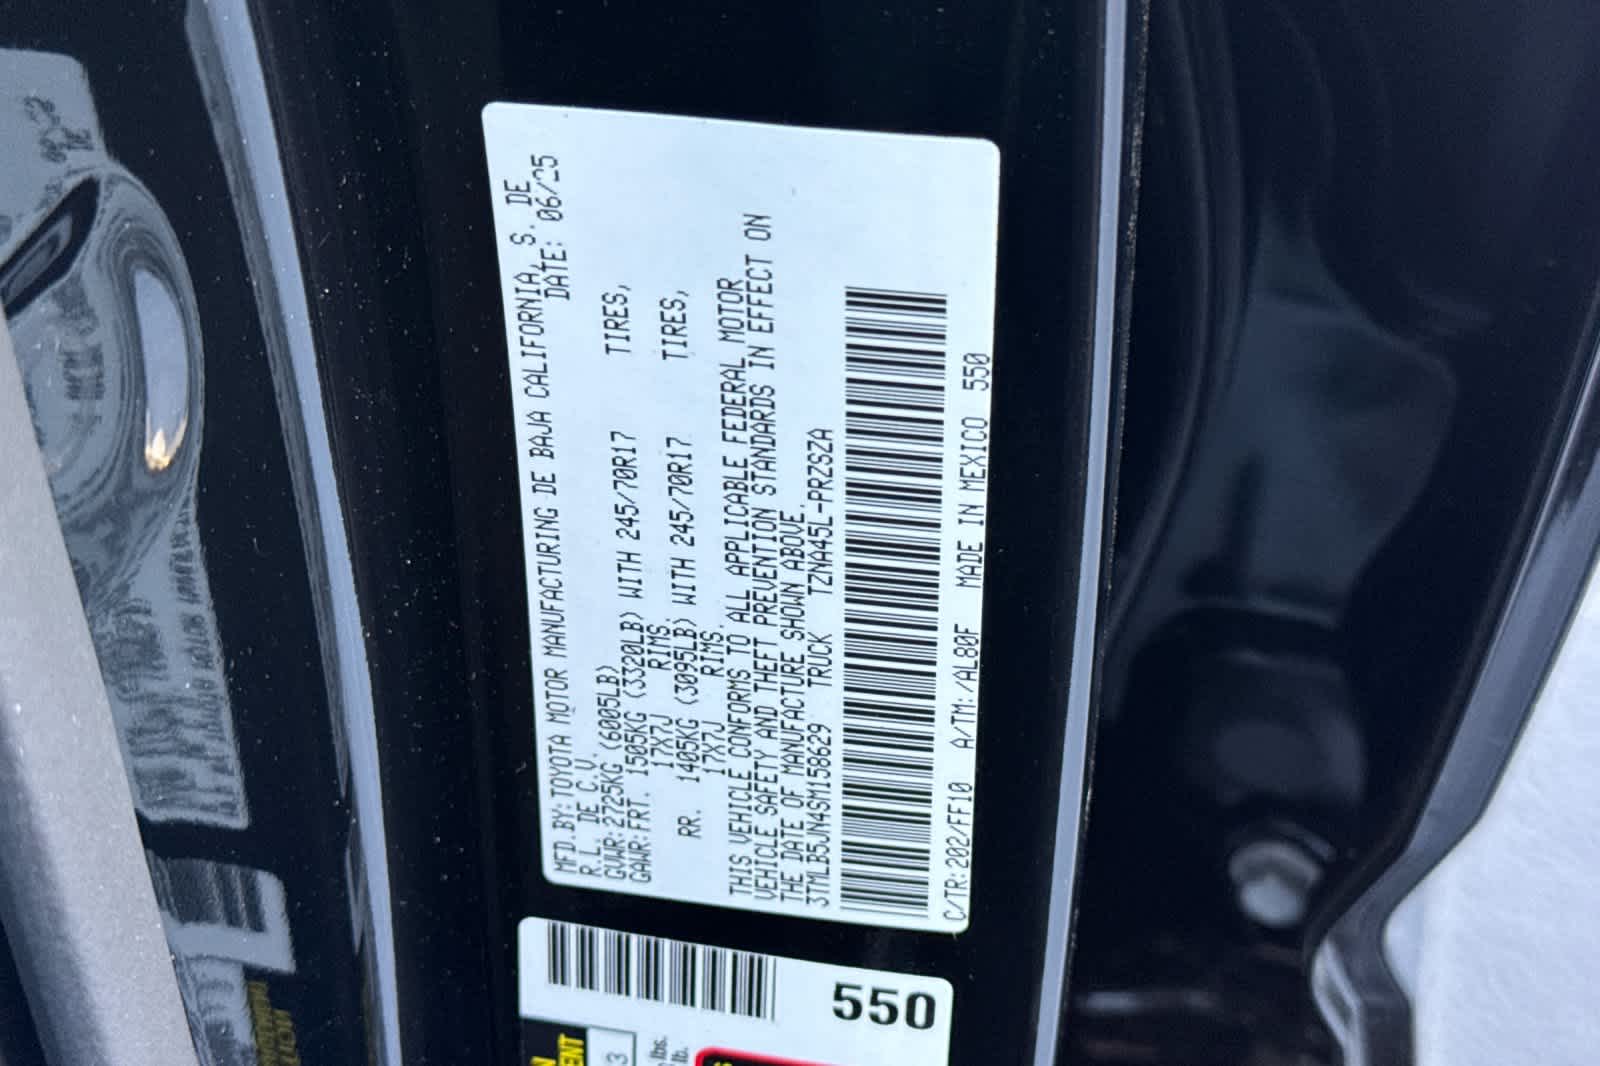 MFD.BY:TOYOTA MOTOR MANUFACTURING DE BAJA CALIFORNIA, S. DE
R.L. DE C.V. DATE: 06/25
GVWR:2725KG (6005LB)
GAWR:FRT. 1505KG (3320LB) WITH 245/70R17 TIRES,
17X7J RIMS.
RR. 1405KG (3095LB) WITH 245/70R17 TIRES,
17X7J RIMS.
THIS VEHICLE CONFORMS TO ALL APPLICABLE FEDERAL MOTOR
VEHICLE SAFETY AND THEFT PREVENTION STANDARDS IN EFFECT ON
THE DATE OF MANUFACTURE SHOWN ABOVE.
3TMLB5JN4SM158629 TRUCK TZNA45L-PRZSZA
C/TR:202/FF10 A/TM:/AL80F MADE IN MEXICO 550
550
3
lbs.
lb.